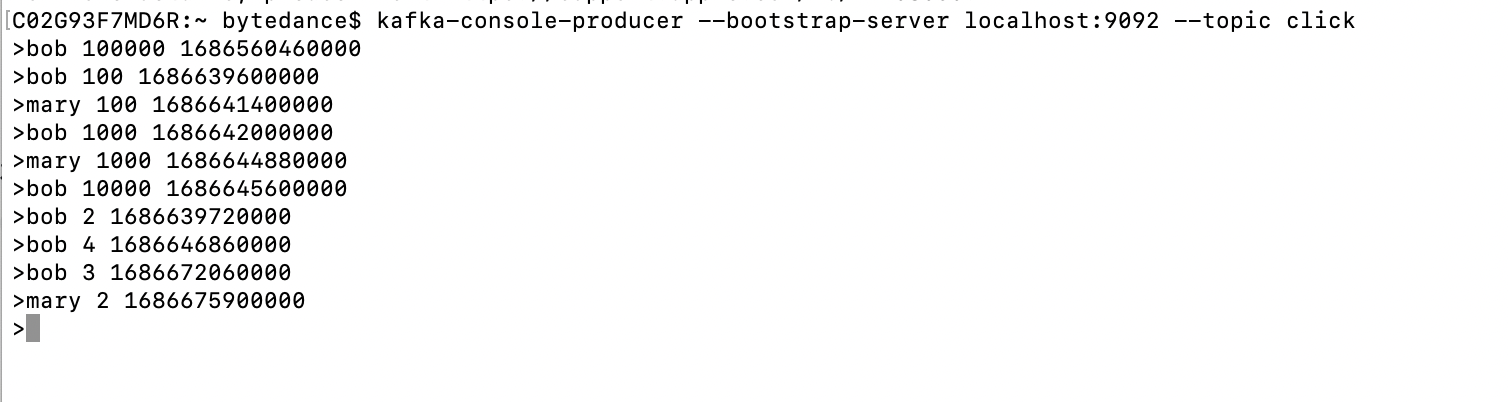 [C02G93F7MD6R:~ bytedance$ kafka-console-producer --bootstrap-server localhost:9092 --topic click
>bob 100000 1686560460000
>bob 100 1686639600000
>mary 100 1686641400000
>bob 1000 1686642000000
>mary 1000 1686644880000
>bob 10000 1686645600000
>bob 2 1686639720000
>bob 4 1686646860000
>bob 3 1686672060000
>mary 2 1686675900000
>